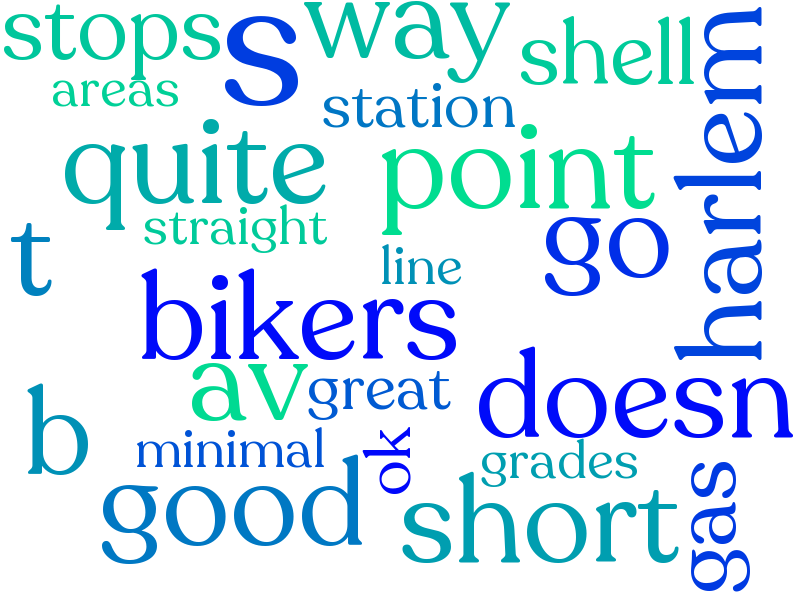 stops
s
way
shell
harlem
areas
station
quite
point
straight
t
go
line
bikers
av
great
doesn
b
minimal
ok
grades
good
short
gas